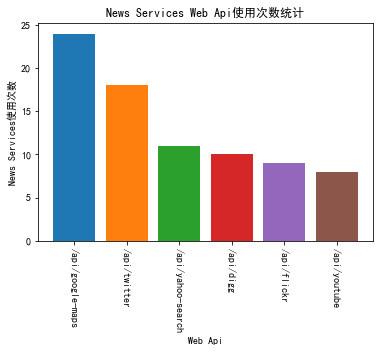 News Services Web Api使用次数统计
News Services使用次数
25
20
15
10
5
0
/api/google-maps
/api/twitter
/api/yahoo-search
/api/digg
/api/flickr
/api/youtube
Web Api